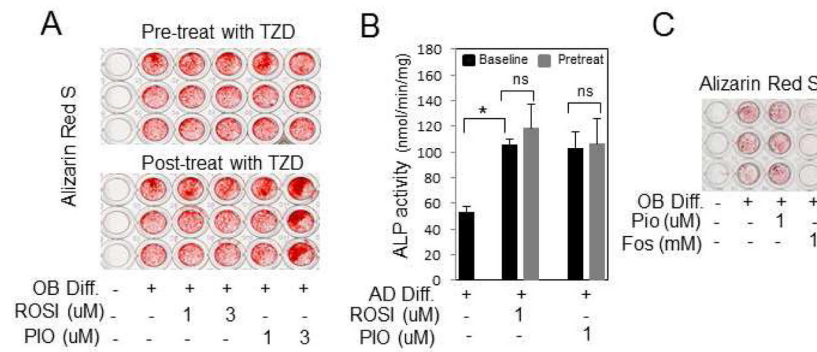 A
Pre-treat with TZD
Alizarin Red S
Post-treat with TZD
OB Diff. - + + + + +
ROSI (uM) - - 1 3 - -
PIO (uM) - - - - 1 3
B
ALP activity (nmol/min/mg)
180
160
140
120
100
80
60
40
20
0
Baseline Pretreat
*
ns
ns
AD Diff. + + +
ROSI (uM) - 1 -
PIO (uM) - - 1
C
Alizarin Red S
OB Diff. - + + +
Pio (uM) - - 1 -
Fos (mM) - - - 1